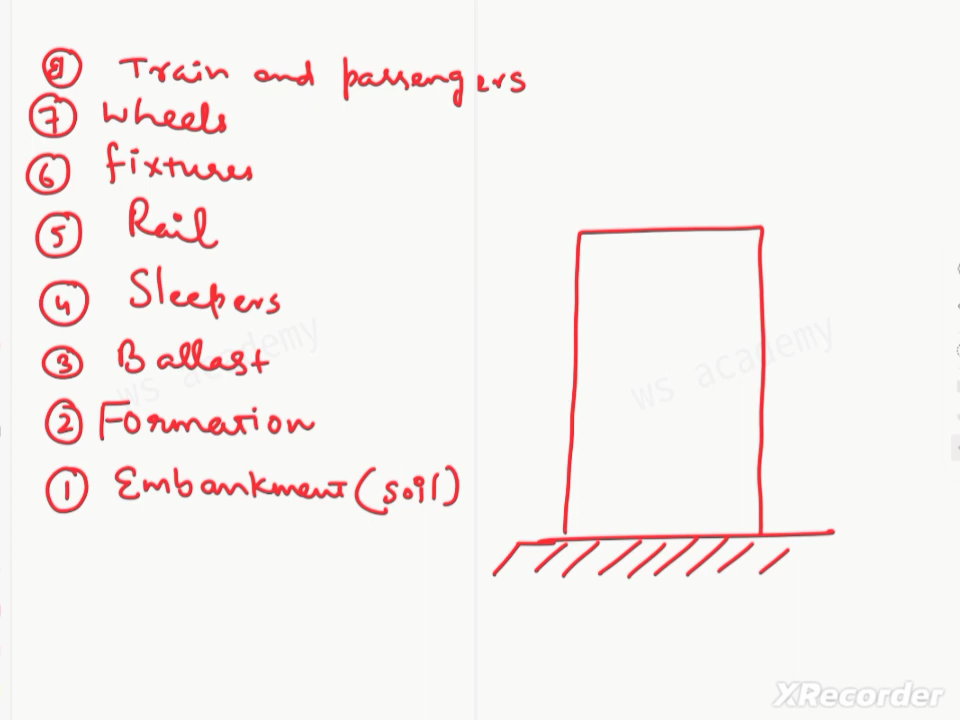 8 Train and passengers
7 Wheels
6 fixtures
5 Rail
4 Sleepers
3 Ballast
2 Formation
1 Embankment (soil)
ws academy
ws academy
XRecorder